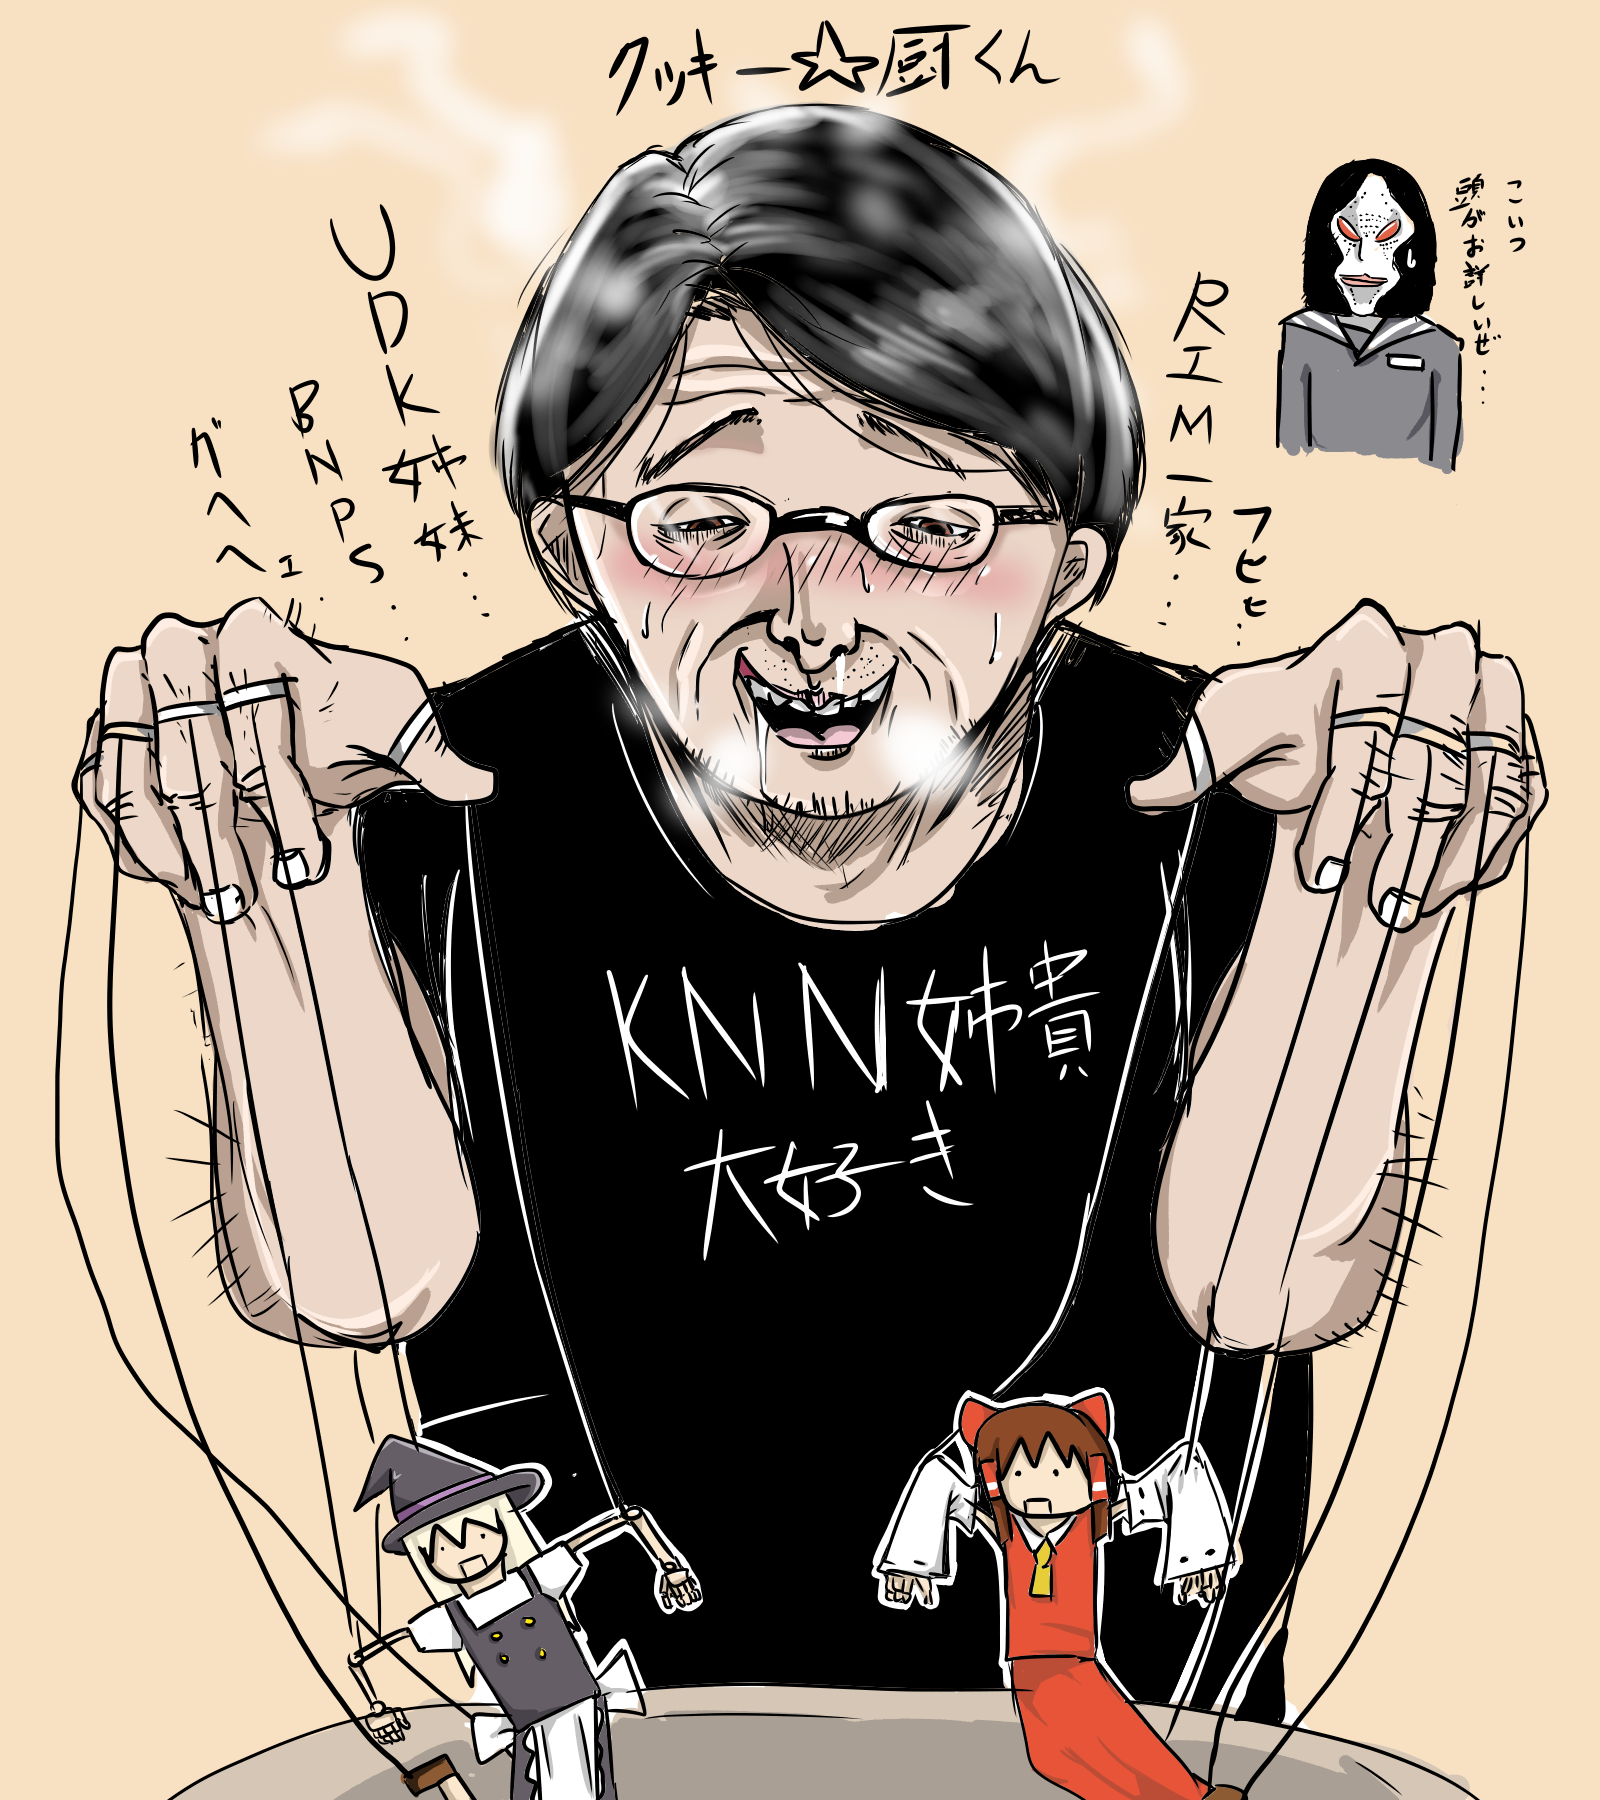 クッキー☆厨くん
こいつ
頭がお詳しいぜ・・・
RIM一家・・・
フヒヒ・・・
UDK姉妹・・・
BNPS・・・
グヘヘェ・・・
KNN姉貴
大好き